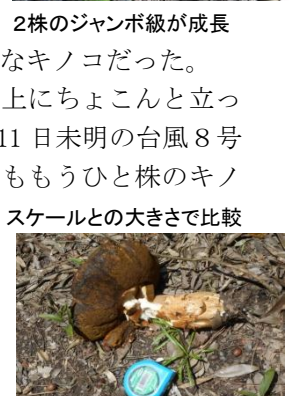 2株のジャンボ級が成長
なキノコだった。
上にちょこんと立っ
11 日未明の台風８号
ももうひと株のキノ
スケールとの大きさで比較